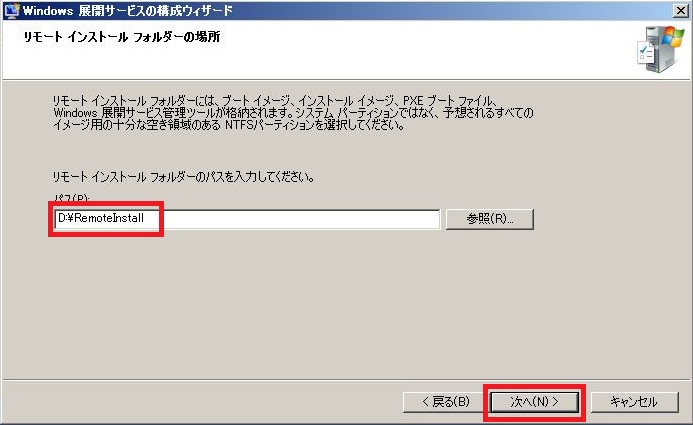 Windows 展開サービスの構成ウィザード
リモート インストール フォルダーの場所
リモート インストール フォルダーには、ブート イメージ、インストール イメージ、PXE ブート ファイル、
Windows 展開サービス管理ツールが格納されます。システム パーティションではなく、予想されるすべての
イメージ用の十分な空き領域のある NTFSパーティションを選択してください。
リモート インストール フォルダーのパスを入力してください。
パス(P):
D:¥RemoteInstall
参照(R)...
< 戻る(B)
次へ(N) >
キャンセル